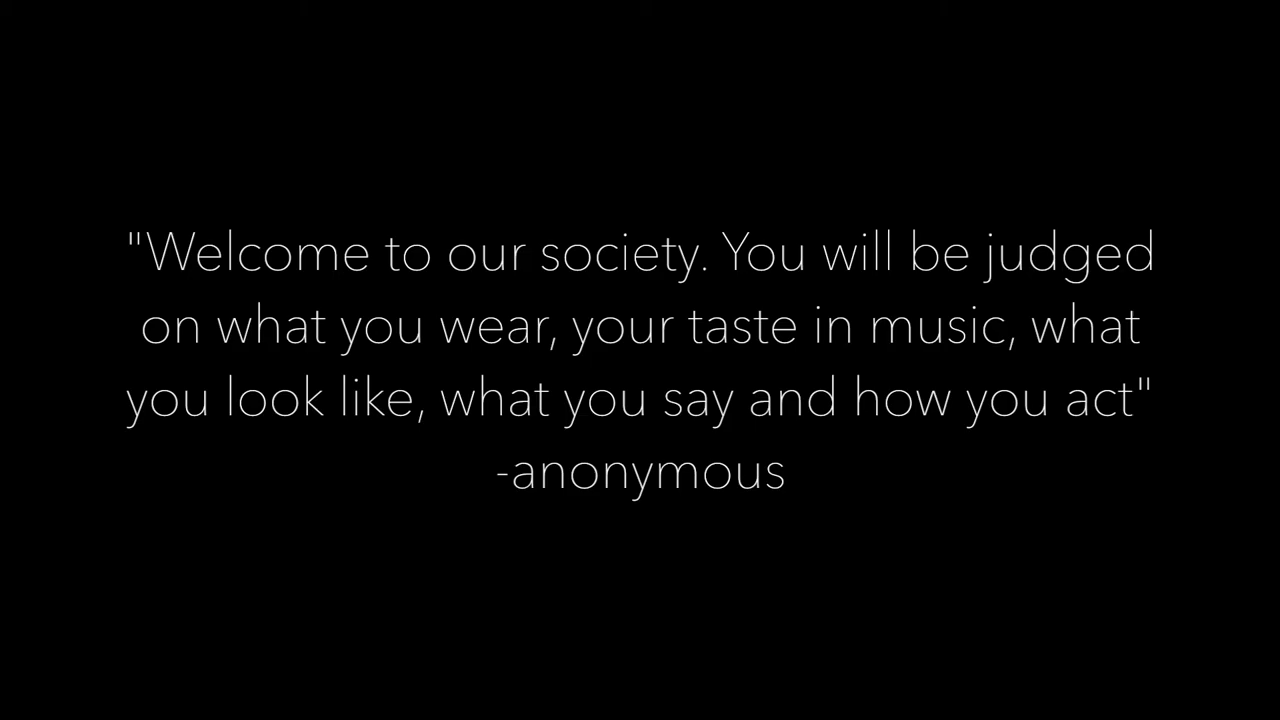 "Welcome to our society. You will be judged
on what you wear, your taste in music, what
you look like, what you say and how you act"
-anonymous